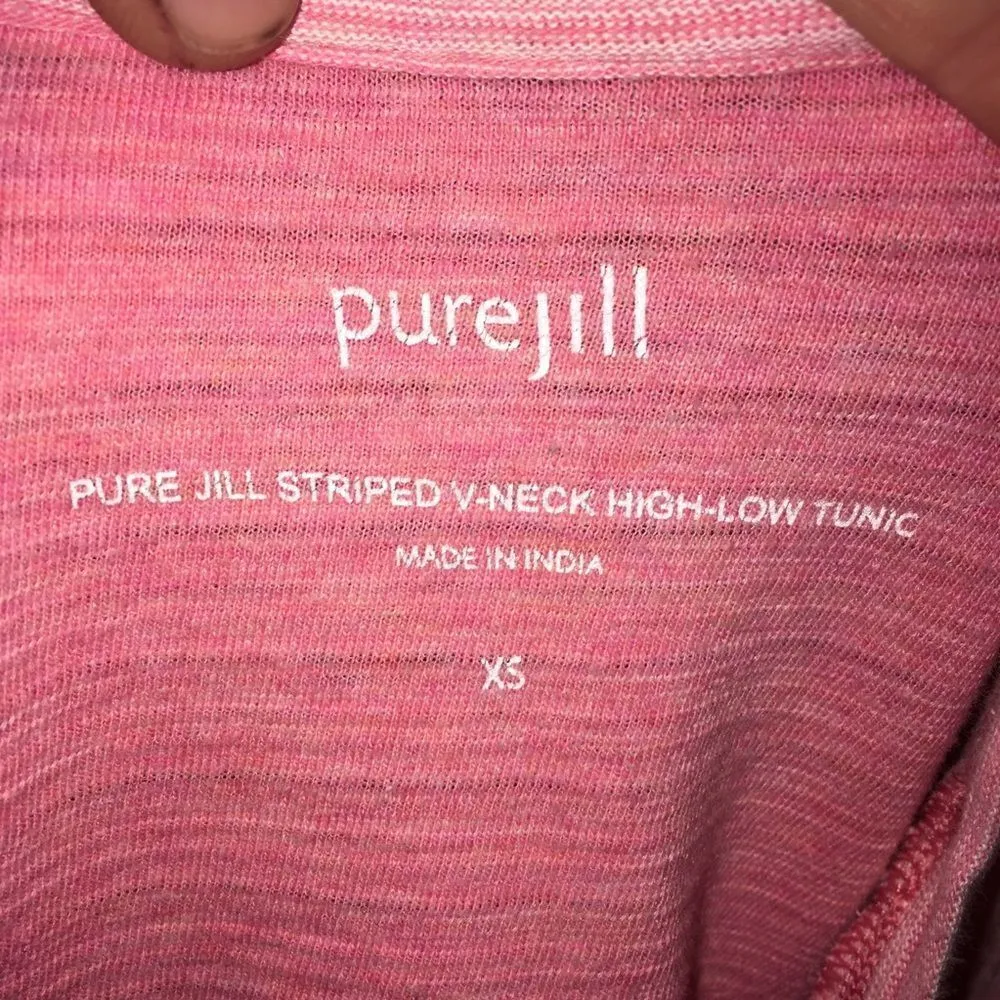 purejill
PURE JILL STRIPED V-NECK HIGH-LOW TUNIC
MADE IN INDIA
XS